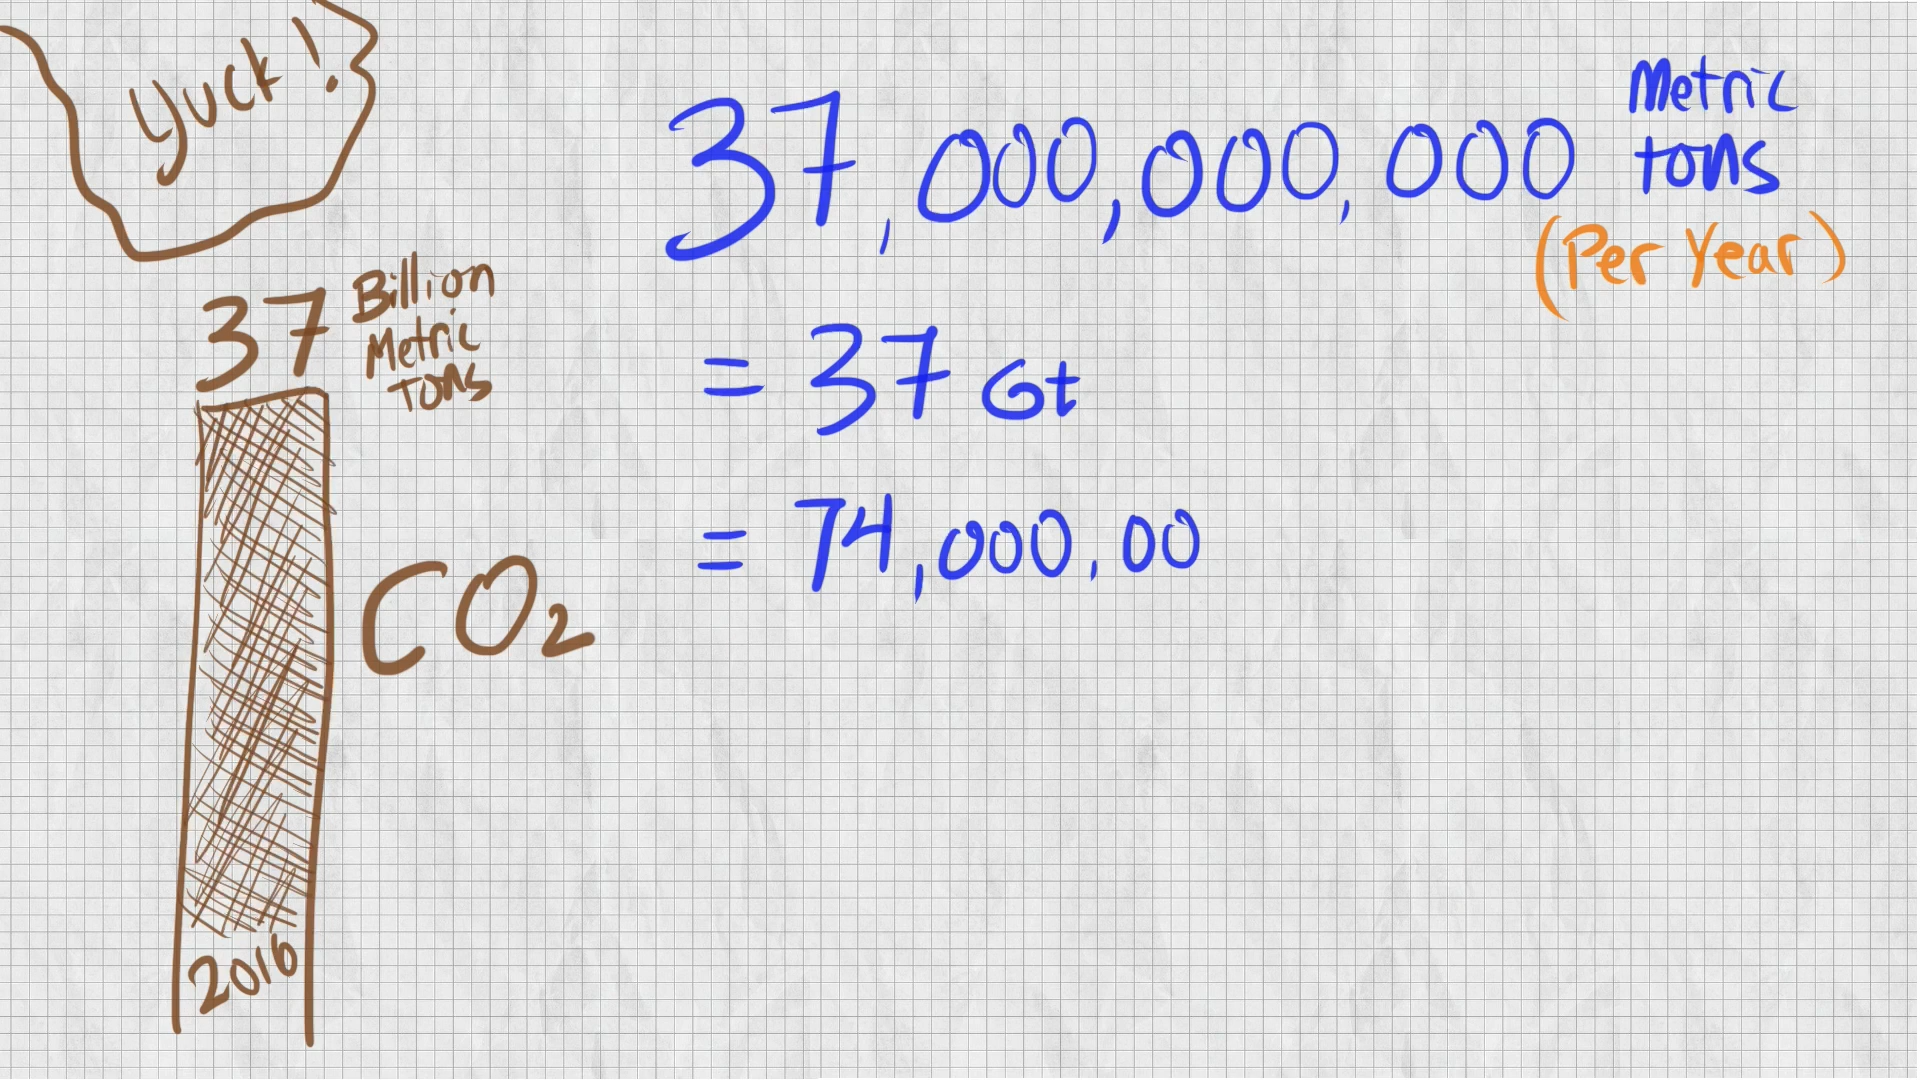 Yuck!
37 Billion
Metric
Tons
CO₂
2016
37,000,000,000 Metric
tons
(Per Year)
= 37 Gt
= 74,000,00